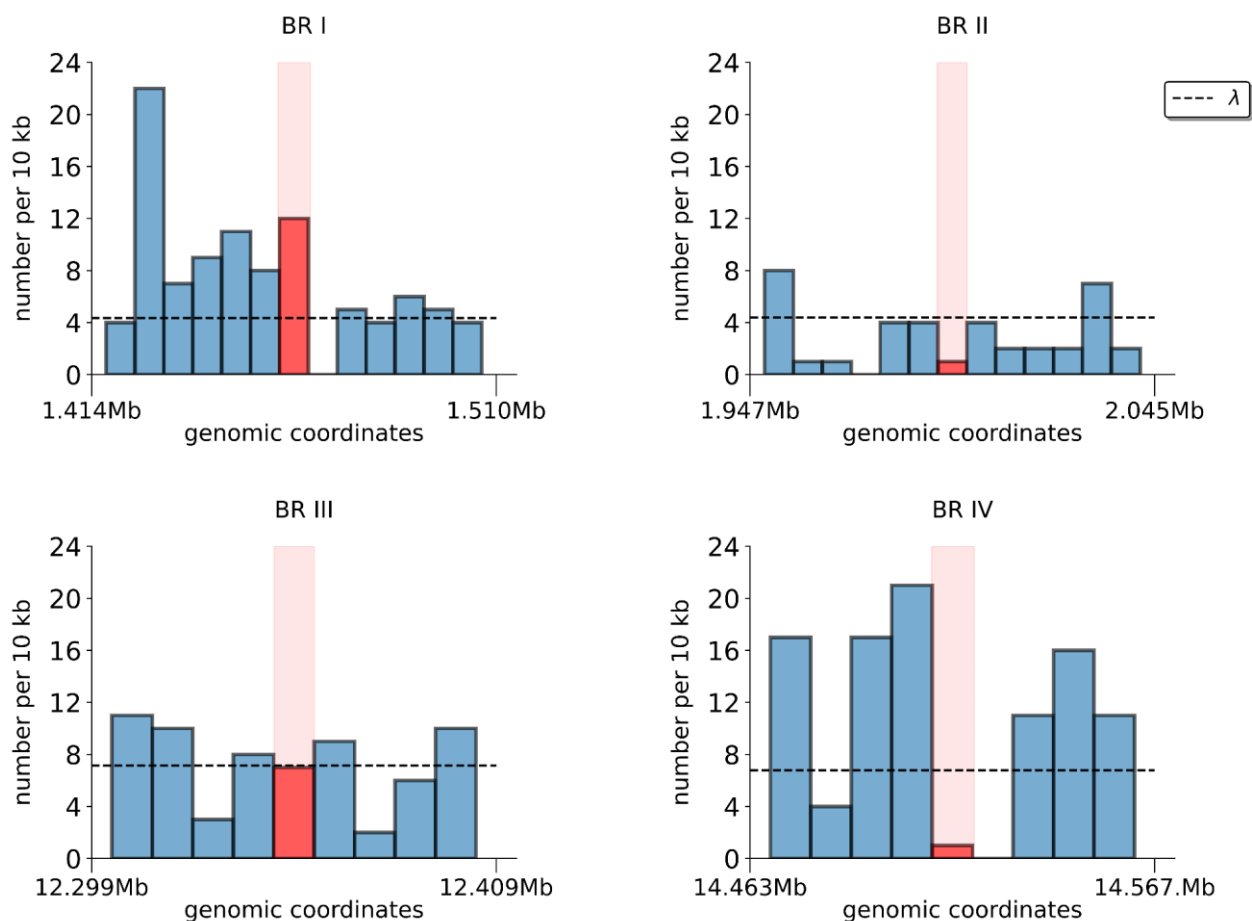 BR I
24
20
16
12
8
4
0
number per 10 kb
1.414Mb
1.510Mb
genomic coordinates
BR II
24
20
16
12
8
4
0
number per 10 kb
1.947Mb
2.045Mb
genomic coordinates
λ
BR III
24
20
16
12
8
4
0
number per 10 kb
12.299Mb
12.409Mb
genomic coordinates
BR IV
24
20
16
12
8
4
0
number per 10 kb
14.463Mb
14.567.Mb
genomic coordinates